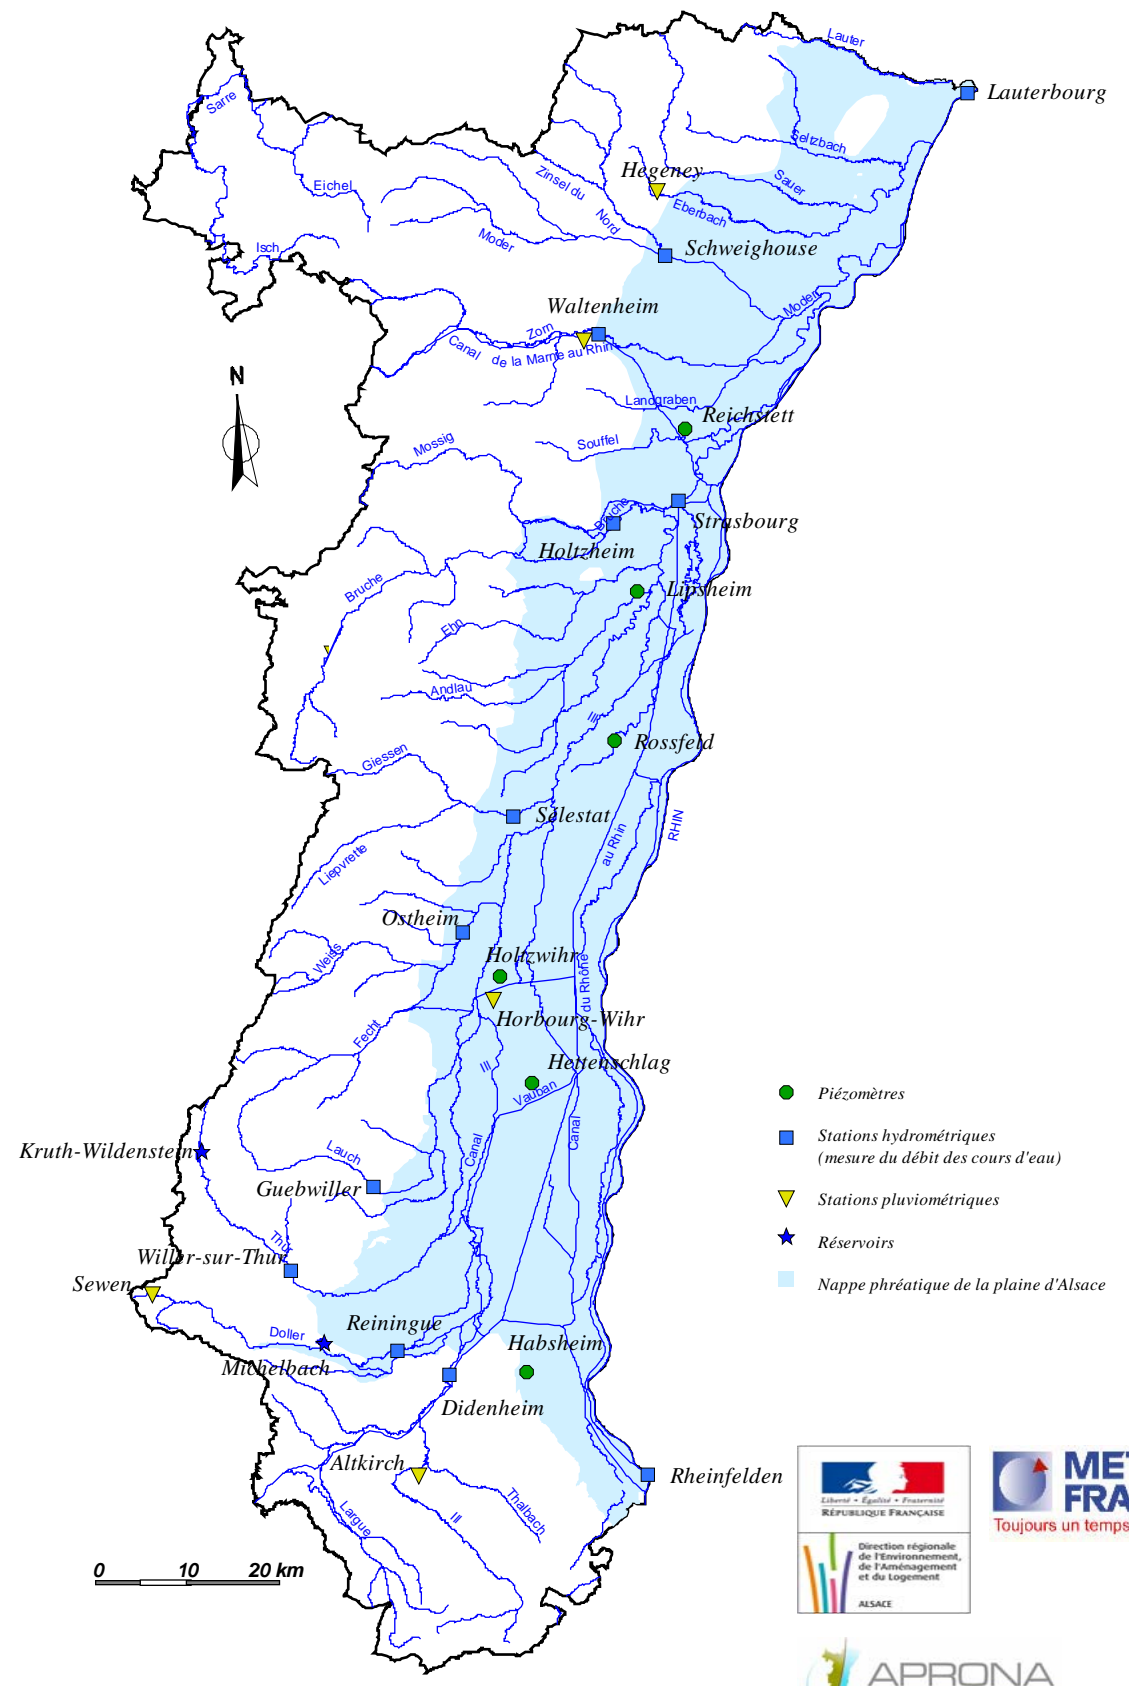 Lauter
Lauterbourg
Sarre
Seltzbach
Hegeney
Zinsel du
Nord
Sauer
Eichel
Eberbach
Moder
Isch
Schweighouse
Waltenheim
Moder
Zorn
Canal de la Marne au Rhin
N
Landgraben
Reichstett
Mossig
Souffel
Bruche
Strasbourg
Holtzheim
Bruche
Lipsheim
Ehn
Andlau
Ill
Rossfeld
Giessen
Sélestat
RHIN
au Rhin
Liepvrette
Ostheim
Weiss
Holtzwihr
du Rhône
Horbourg-Wihr
Fecht
Ill
Hettenschlag
Vauban
Piézomètres
Canal
Canal
Stations hydrométriques
(mesure du débit des cours d'eau)
Kruth-Wildenstein
Lauch
Guebwiller
Stations pluviométriques
Thur
Réservoirs
Willer-sur-Thur
Sewen
Nappe phréatique de la plaine d'Alsace
Reiningue
Doller
Habsheim
Michelbach
Didenheim
Altkirch
Rheinfelden
Largue
Ill
Thalbach
0 10 20 km
Liberté • Égalité • Fraternité
RÉPUBLIQUE FRANÇAISE
Direction régionale
de l'Environnement,
de l'Aménagement
et du Logement
ALSACE
MET
FRA
Toujours un temps
APRONA